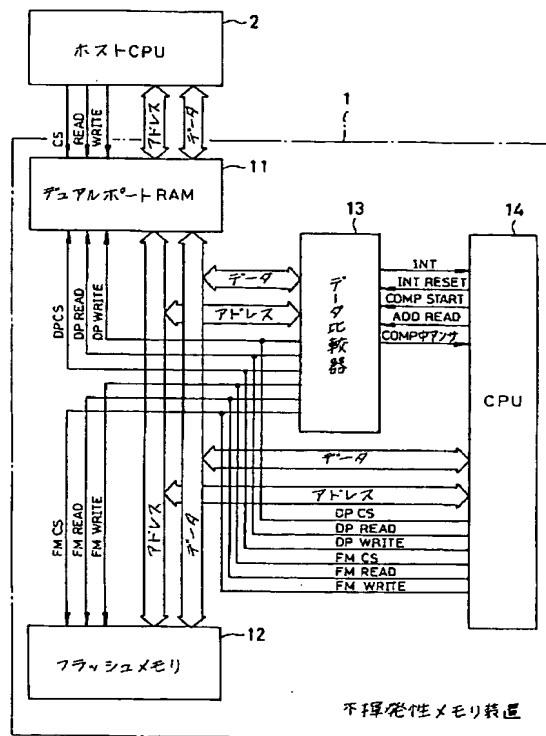 2
ホストCPU
CS
READ
WRITE
アドレス
データ
1
11
デュアルポートRAM
13
14
データ
アドレス
データ比較器
INT
INT RESET
COMP START
ADD READ
COMP中アンサ
CPU
DPCS
DP READ
DP WRITE
データ
アドレス
DP CS
DP READ
DP WRITE
FM CS
FM READ
FM WRITE
FM CS
FM READ
FM WRITE
アドレス
データ
12
フラッシュメモリ
不揮発性メモリ装置